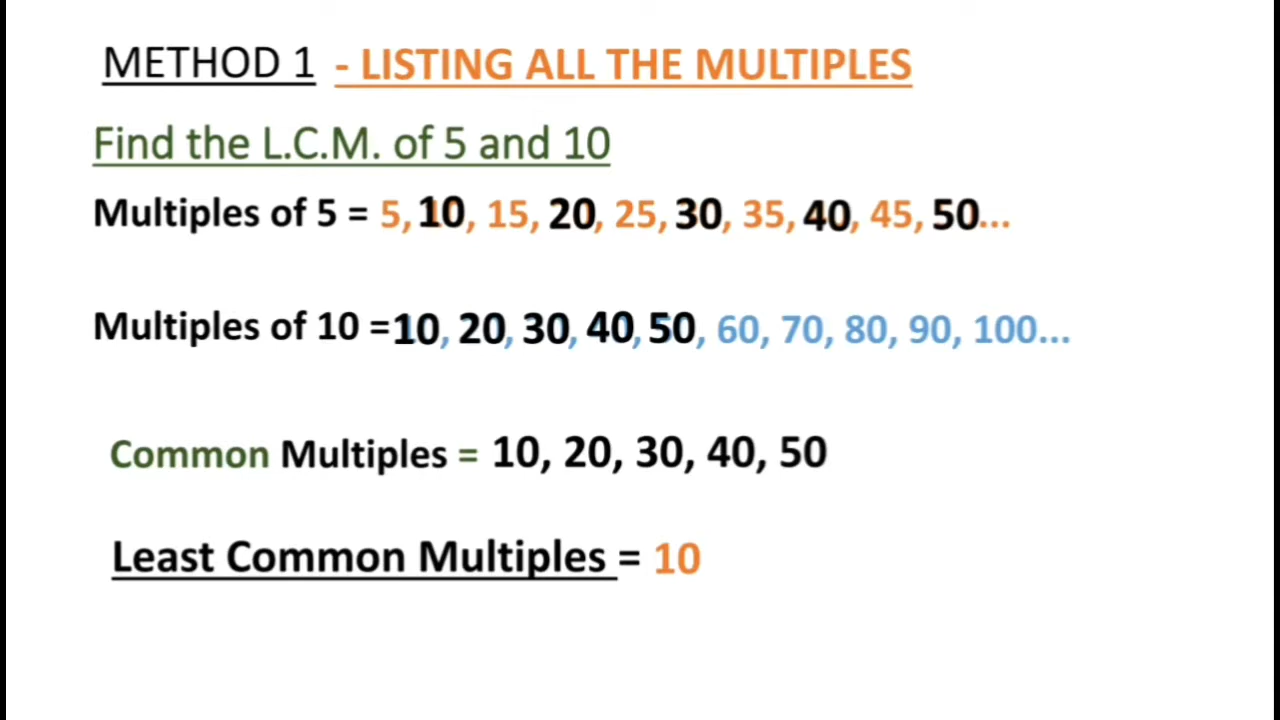 METHOD 1 - LISTING ALL THE MULTIPLES
Find the L.C.M. of 5 and 10
Multiples of 5 = 5, 10, 15, 20, 25, 30, 35, 40, 45, 50...
Multiples of 10 =10, 20, 30, 40, 50, 60, 70, 80, 90, 100...
Common Multiples = 10, 20, 30, 40, 50
Least Common Multiples = 10